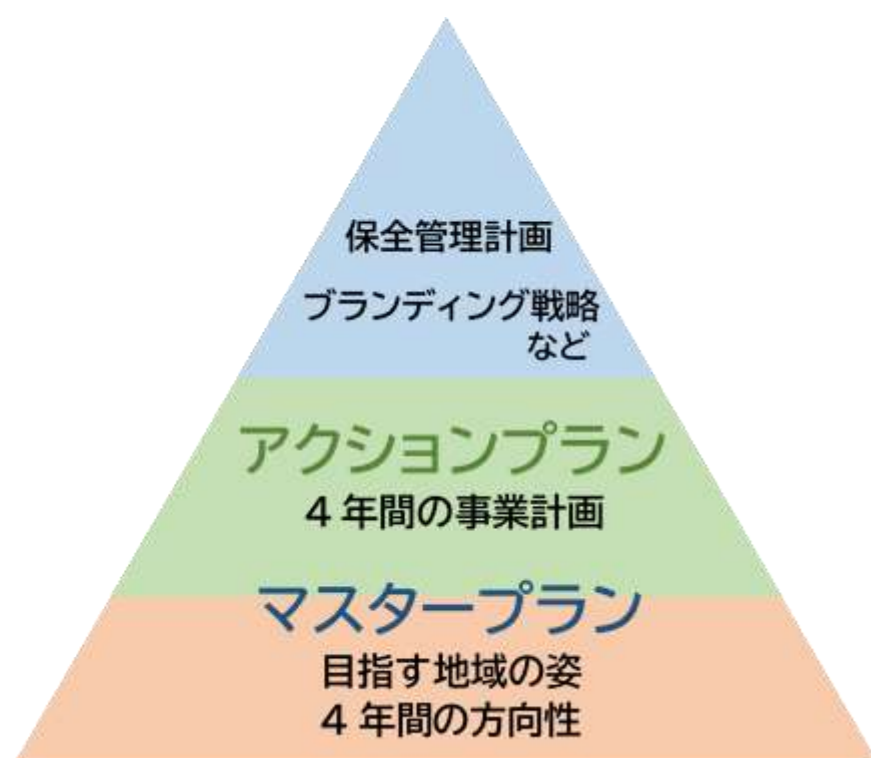 保全管理計画
ブランディング戦略
など
アクションプラン
4 年間の事業計画
マスタープラン
目指す地域の姿
4 年間の方向性